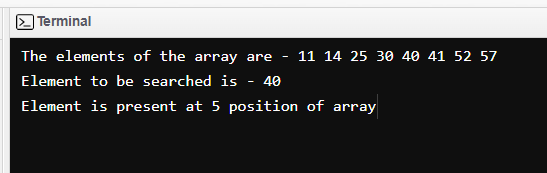 Terminal
The elements of the array are - 11 14 25 30 40 41 52 57
Element to be searched is - 40
Element is present at 5 position of array